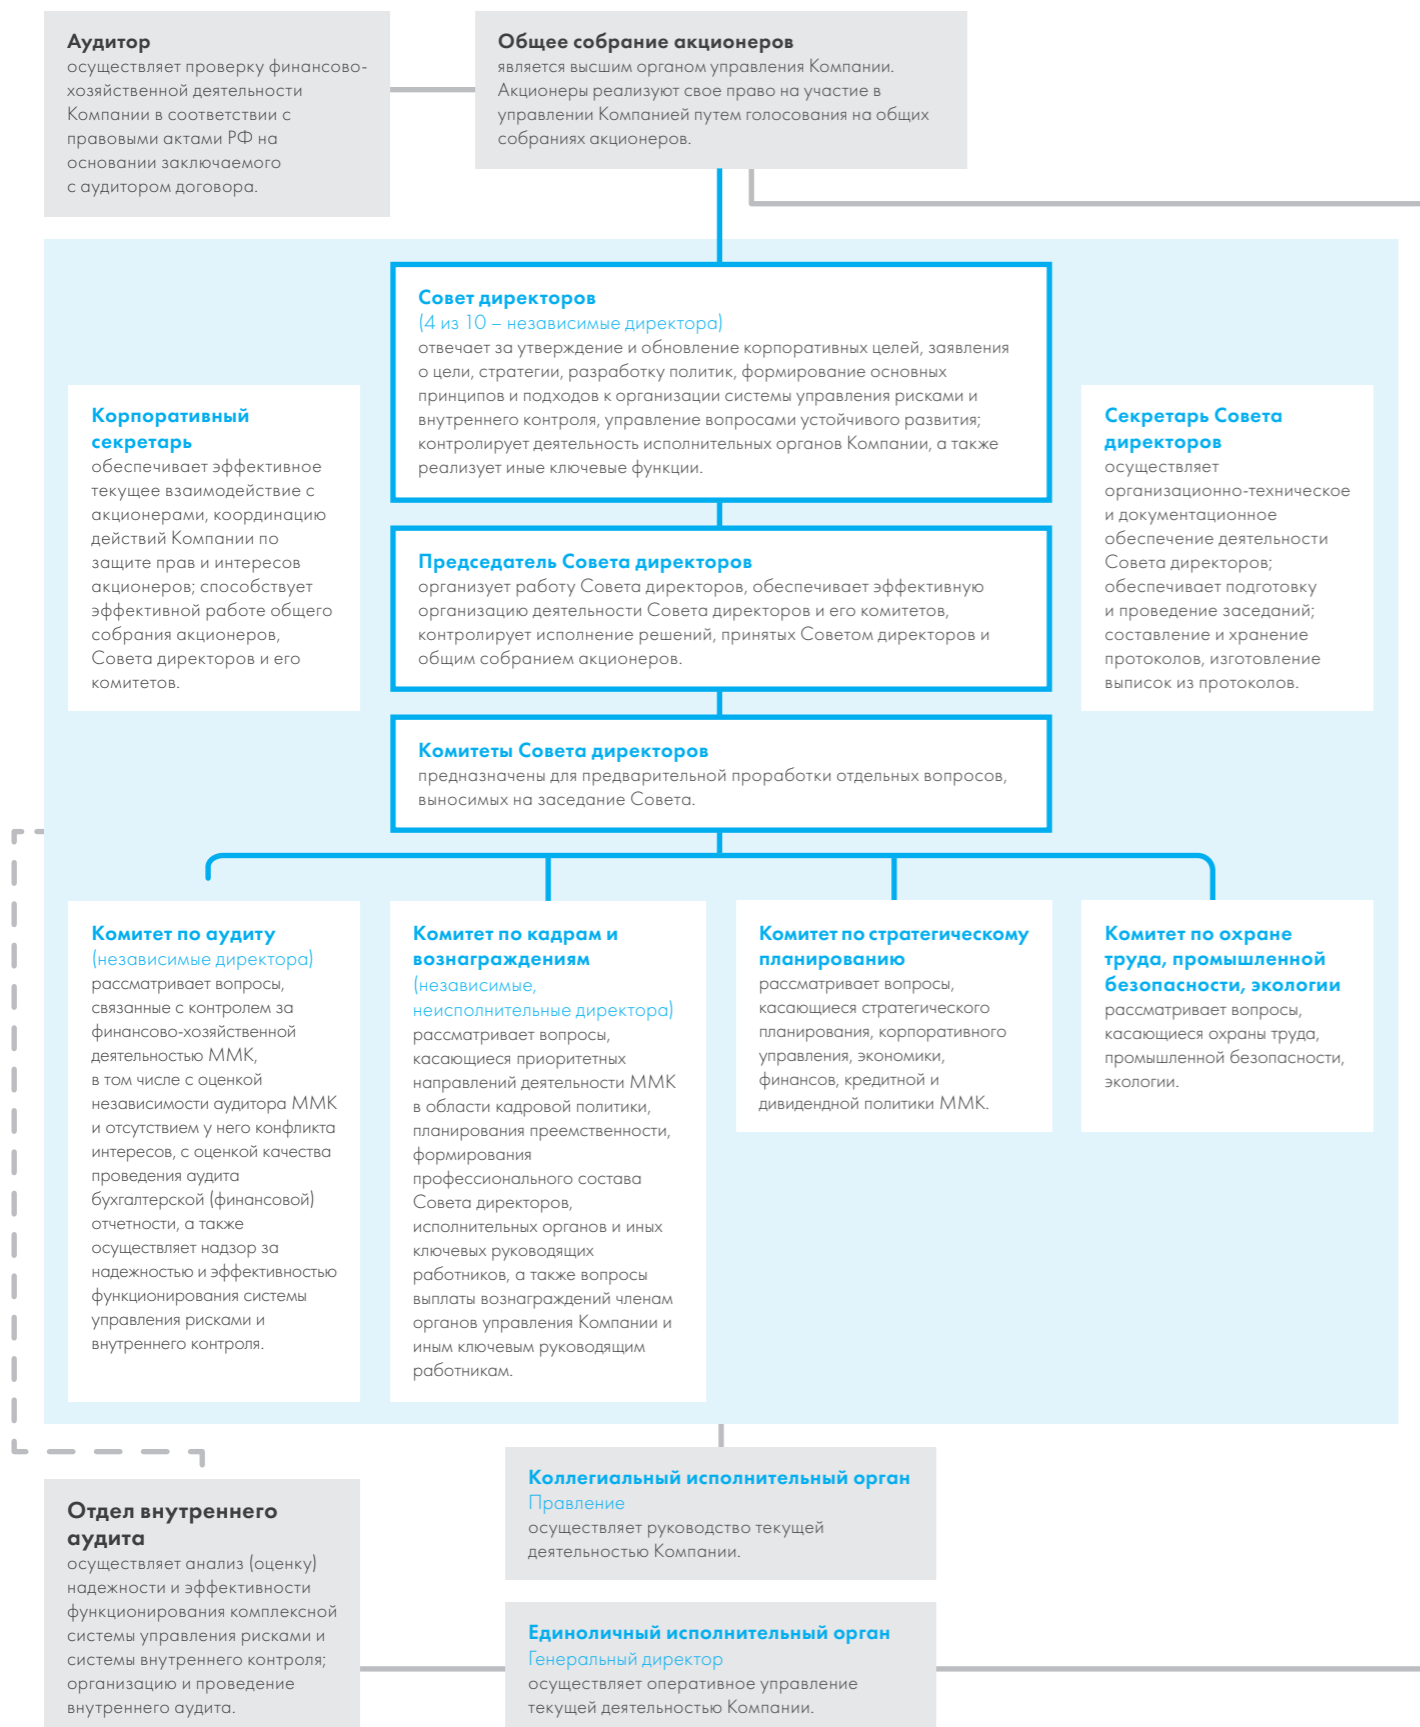 Аудитор
осуществляет проверку финансово-
хозяйственной деятельности
Компании в соответствии с
правовыми актами РФ на
основании заключаемого
с аудитором договора.
Общее собрание акционеров
является высшим органом управления Компании.
Акционеры реализуют свое право на участие в
управлении Компанией путем голосования на общих
собраниях акционеров.
Совет директоров
(4 из 10 – независимые директора)
отвечает за утверждение и обновление корпоративных целей, заявления
о цели, стратегии, разработку политик, формирование основных
принципов и подходов к организации системы управления рисками и
внутреннего контроля, управление вопросами устойчивого развития;
контролирует деятельность исполнительных органов Компании, а также
реализует иные ключевые функции.
Корпоративный
секретарь
обеспечивает эффективное
текущее взаимодействие с
акционерами, координацию
действий Компании по
защите прав и интересов
акционеров; способствует
эффективной работе общего
собрания акционеров,
Совета директоров и его
комитетов.
Секретарь Совета
директоров
осуществляет
организационно-техническое
и документационное
обеспечение деятельности
Совета директоров;
обеспечивает подготовку
и проведение заседаний;
составление и хранение
протоколов, изготовление
выписок из протоколов.
Председатель Совета директоров
организует работу Совета директоров, обеспечивает эффективную
организацию деятельности Совета директоров и его комитетов,
контролирует исполнение решений, принятых Советом директоров и
общим собранием акционеров.
Комитеты Совета директоров
предназначены для предварительной проработки отдельных вопросов,
выносимых на заседание Совета.
Комитет по аудиту
(независимые директора)
рассматривает вопросы,
связанные с контролем за
финансово-хозяйственной
деятельностью ММК,
в том числе с оценкой
независимости аудитора ММК
и отсутствием у него конфликта
интересов, с оценкой качества
проведения аудита
бухгалтерской (финансовой)
отчетности, а также
осуществляет надзор за
надежностью и эффективностью
функционирования системы
управления рисками и
внутреннего контроля.
Комитет по кадрам и
вознаграждениям
(независимые,
неисполнительные директора)
рассматривает вопросы,
касающиеся приоритетных
направлений деятельности ММК
в области кадровой политики,
планирования преемственности,
формирования
профессионального состава
Совета директоров,
исполнительных органов и иных
ключевых руководящих
работников, а также вопросы
выплаты вознаграждений членам
органов управления Компании и
иным ключевым руководящим
работникам.
Комитет по стратегическому
планированию
рассматривает вопросы,
касающиеся стратегического
планирования, корпоративного
управления, экономики,
финансов, кредитной и
дивидендной политики ММК.
Комитет по охране
труда, промышленной
безопасности, экологии
рассматривает вопросы,
касающиеся охраны труда,
промышленной безопасности,
экологии.
Коллегиальный исполнительный орган
Правление
осуществляет руководство текущей
деятельностью Компании.
Отдел внутреннего
аудита
осуществляет анализ (оценку)
надежности и эффективности
функционирования комплексной
системы управления рисками и
системы внутреннего контроля;
организацию и проведение
внутреннего аудита.
Единоличный исполнительный орган
Генеральный директор
осуществляет оперативное управление
текущей деятельностью Компании.